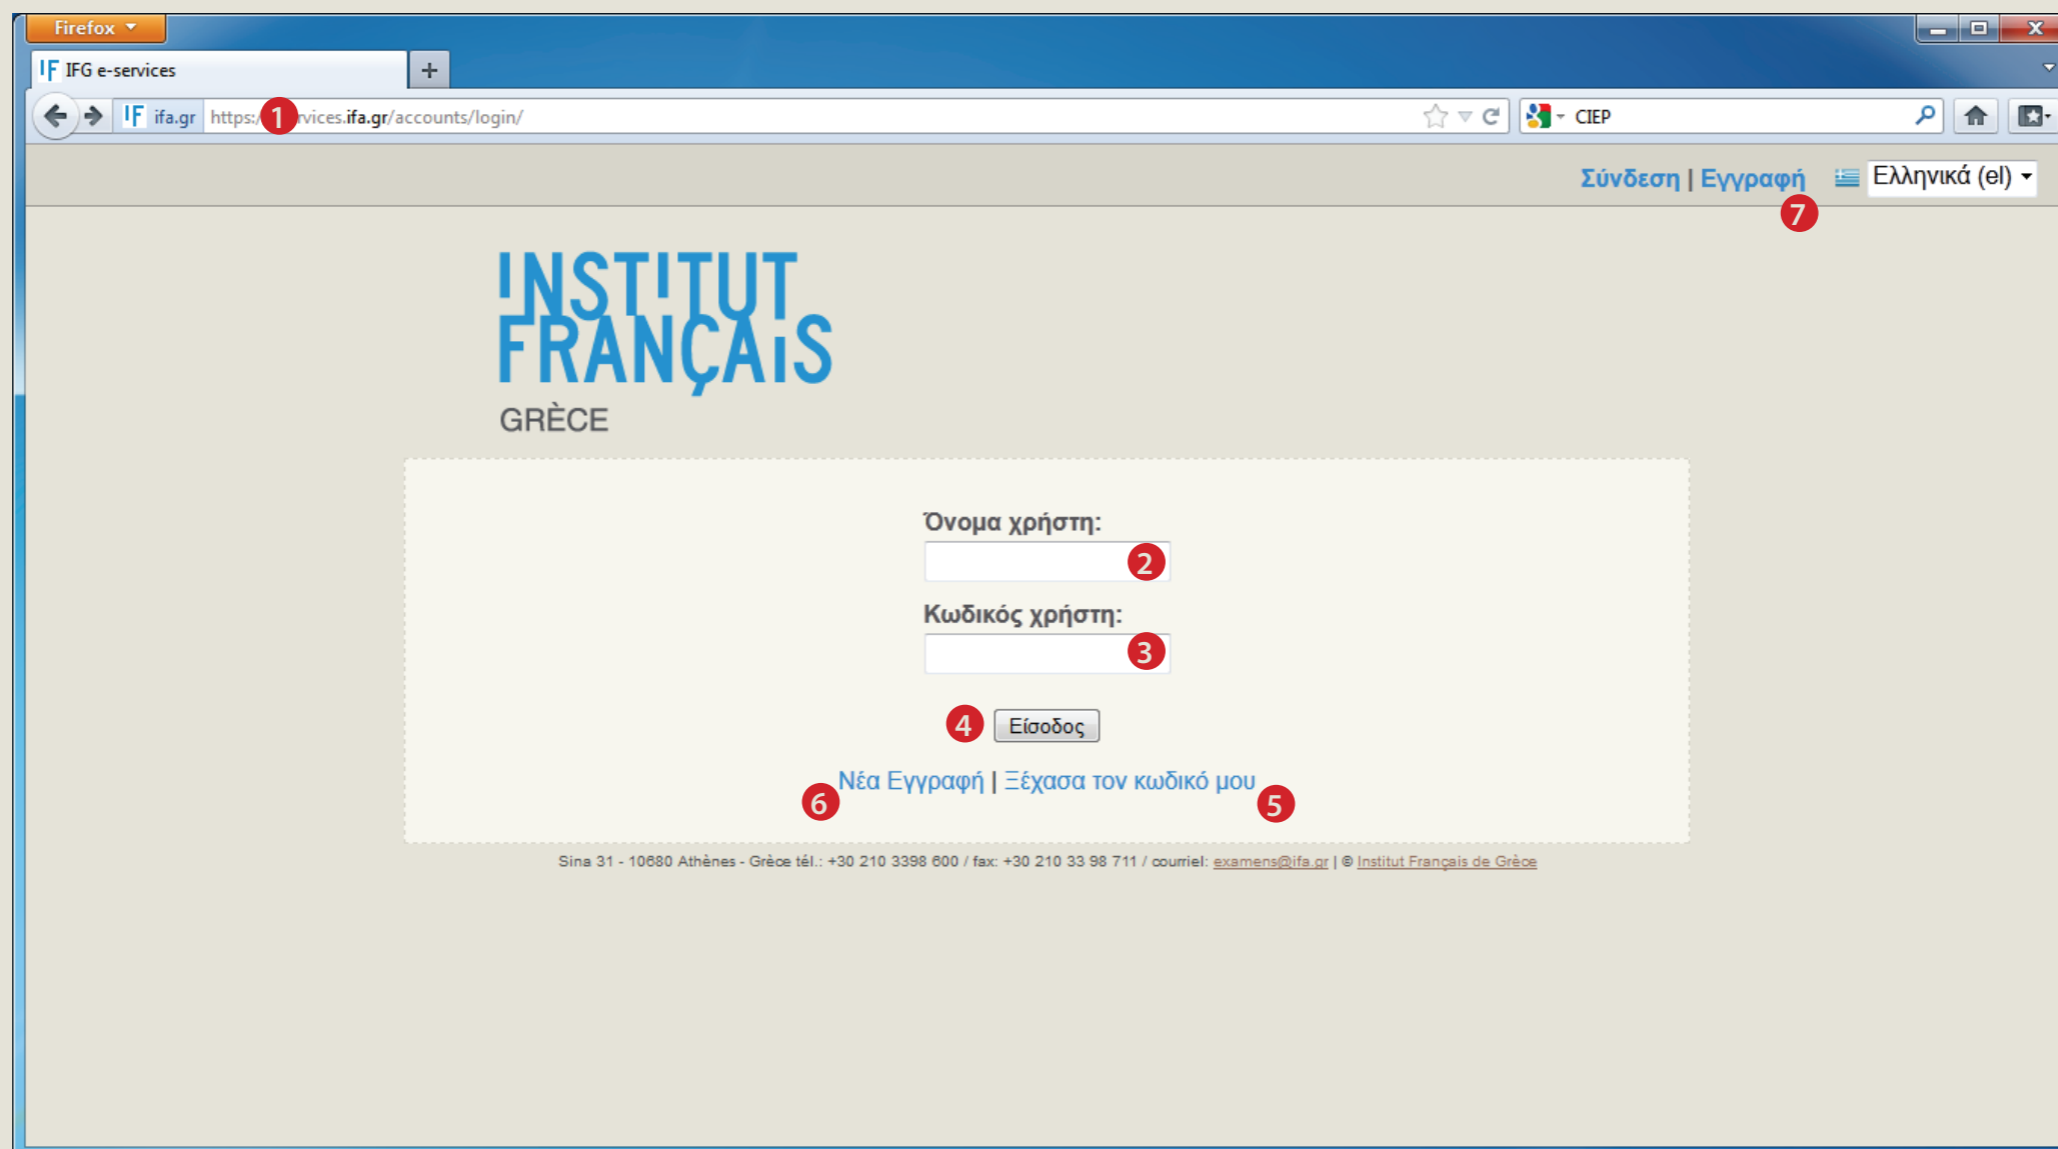 Firefox
IFG e-services
ifa.gr https:/ 1 vices.ifa.gr/accounts/login/ CIEP
Σύνδεση | Εγγραφή Ελληνικά (el)
7
INSTITUT
FRANÇAIS
GRÈCE
Όνομα χρήστη:
2
Κωδικός χρήστη:
3
4 Είσοδος
6 Νέα Εγγραφή | Ξέχασα τον κωδικό μου 5
Sina 31 - 10680 Athènes - Grèce tél.: +30 210 3398 600 / fax: +30 210 33 98 711 / courriel: examens@ifa.gr | © Institut Français de Grèce